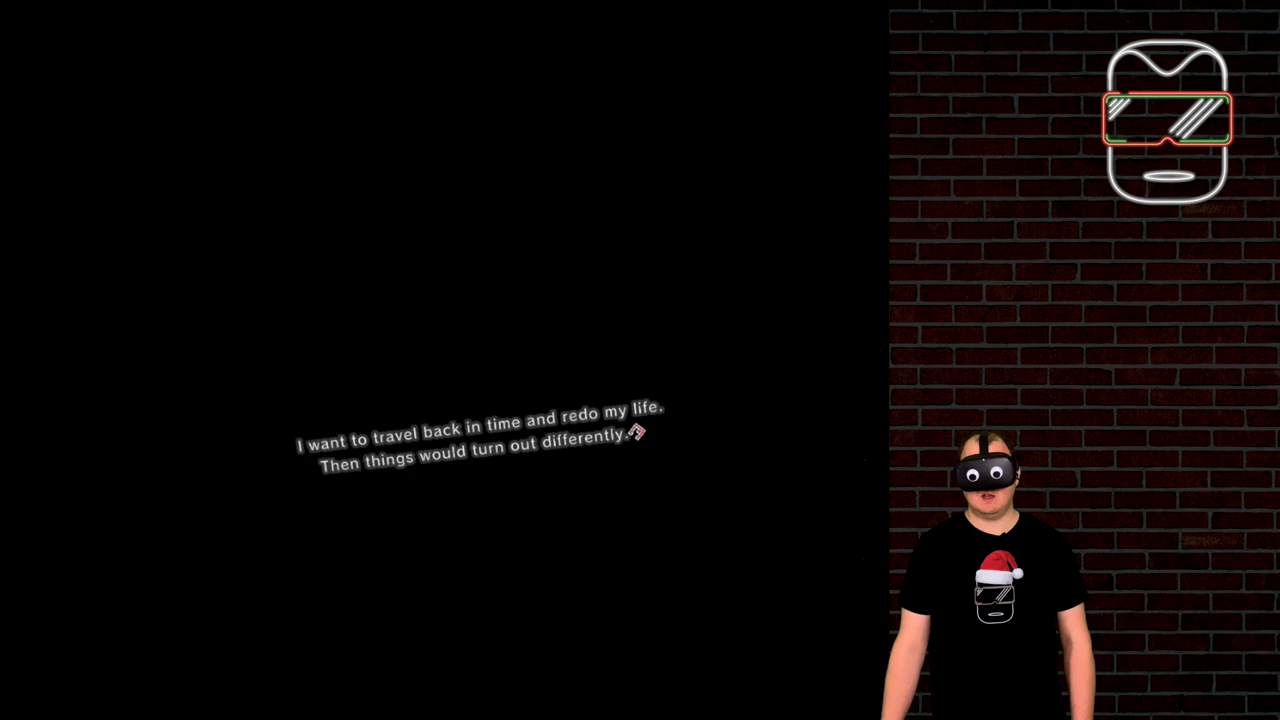 I want to travel back in time and redo my life.
Then things would turn out differently.